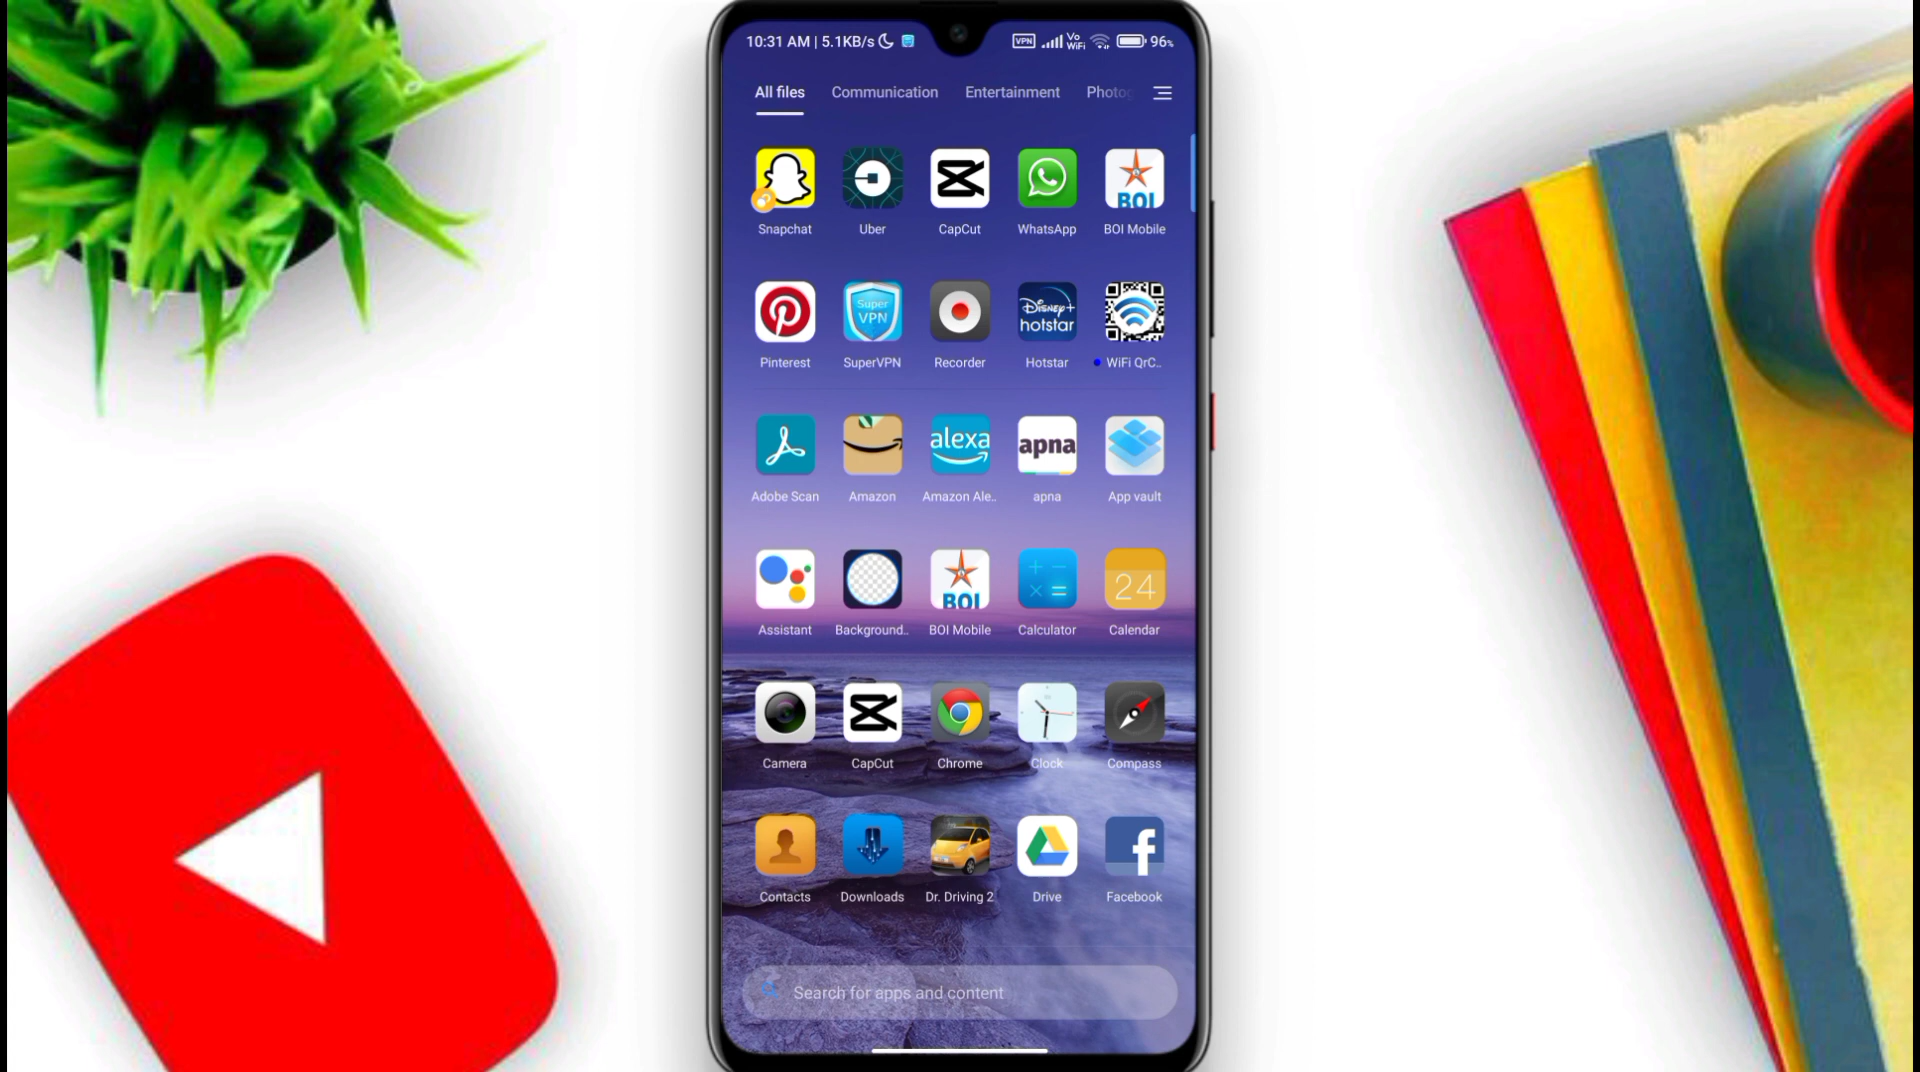 10:31 AM | 5.1KB/s VPN Vo WiFi 96%
All files Communication Entertainment Photog
BOI
Snapchat Uber CapCut WhatsApp BOI Mobile
Super VPN Disney+ hotstar
Pinterest SuperVPN Recorder Hotstar WiFi QrC..
alexa apna
Adobe Scan Amazon Amazon Ale.. apna App vault
BOI 24
Assistant Background.. BOI Mobile Calculator Calendar
Camera CapCut Chrome Clock Compass
Contacts Downloads Dr. Driving 2 Drive Facebook
Search for apps and content